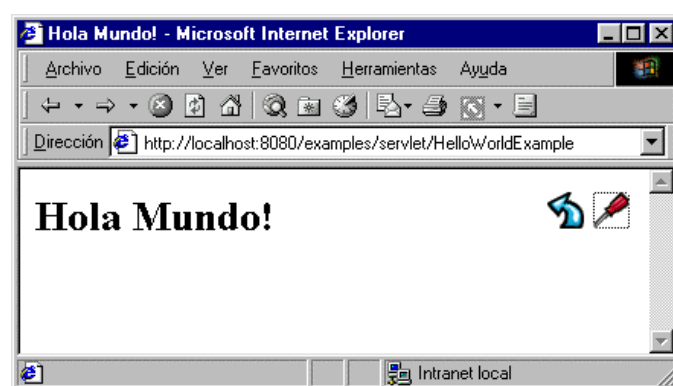 Hola Mundo! - Microsoft Internet Explorer
Archivo Edición Ver Favoritos Herramientas Ayuda
Dirección http://localhost:8080/examples/servlet/HelloWorldExample
Hola Mundo!
Intranet local